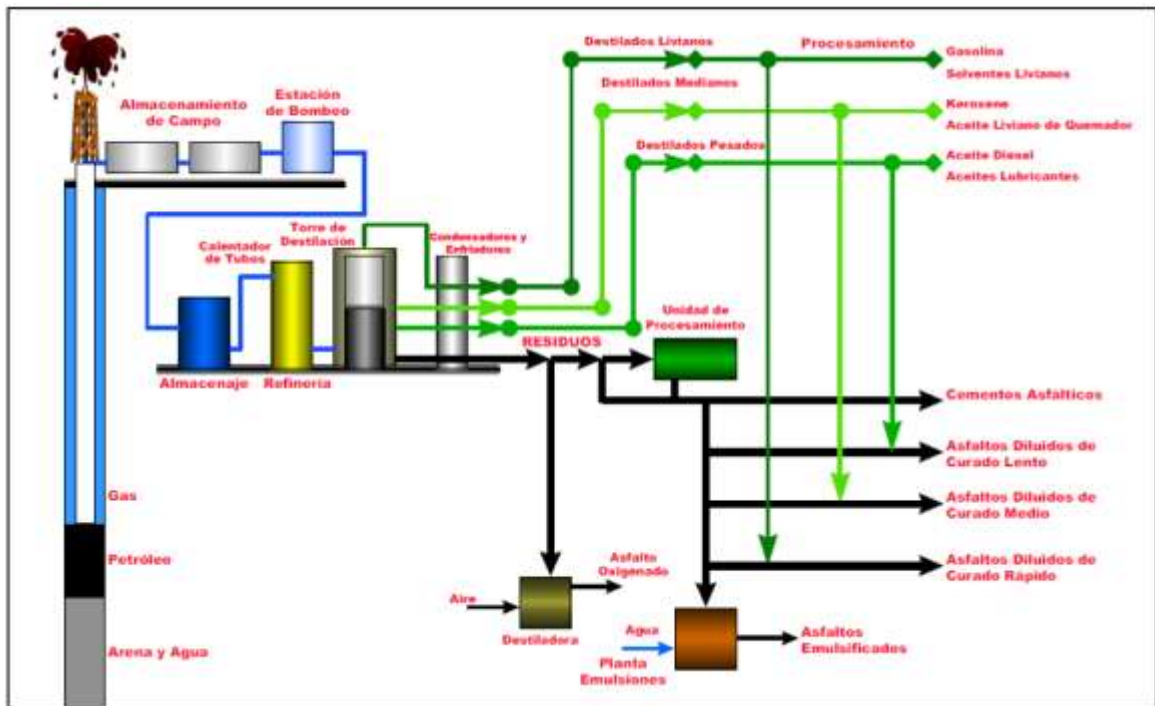 Destilados Livianos
Procesamiento
Gasolina
Solventes Livianos
Destilados Medianos
Kerosene
Aceite Liviano de Quemador
Destilados Pesados
Aceite Diesel
Aceites Lubricantes
Almacenamiento
de Campo
Estación
de Bombeo
Calentador
de Tubos
Torre de
Destilación
Condensadores y
Enfriadores
Almacenaje
Refinería
RESIDUOS
Unidad de
Procesamiento
Cementos Asfálticos
Asfaltos Diluidos de
Curado Lento
Asfaltos Diluidos de
Curado Medio
Asfaltos Diluidos de
Curado Rápido
Gas
Petróleo
Arena y Agua
Aire
Asfalto
Oxigenado
Destiladora
Agua
Planta
Emulsiones
Asfaltos
Emulsificados